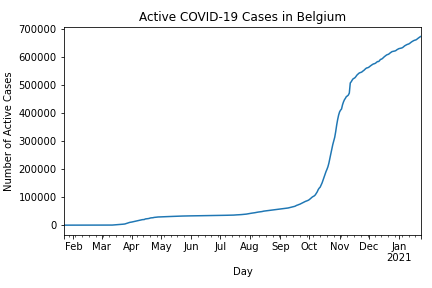 Active COVID-19 Cases in Belgium
Number of Active Cases
700000
600000
500000
400000
300000
200000
100000
0
Feb Mar Apr May Jun Jul Aug Sep Oct Nov Dec Jan
2021
Day